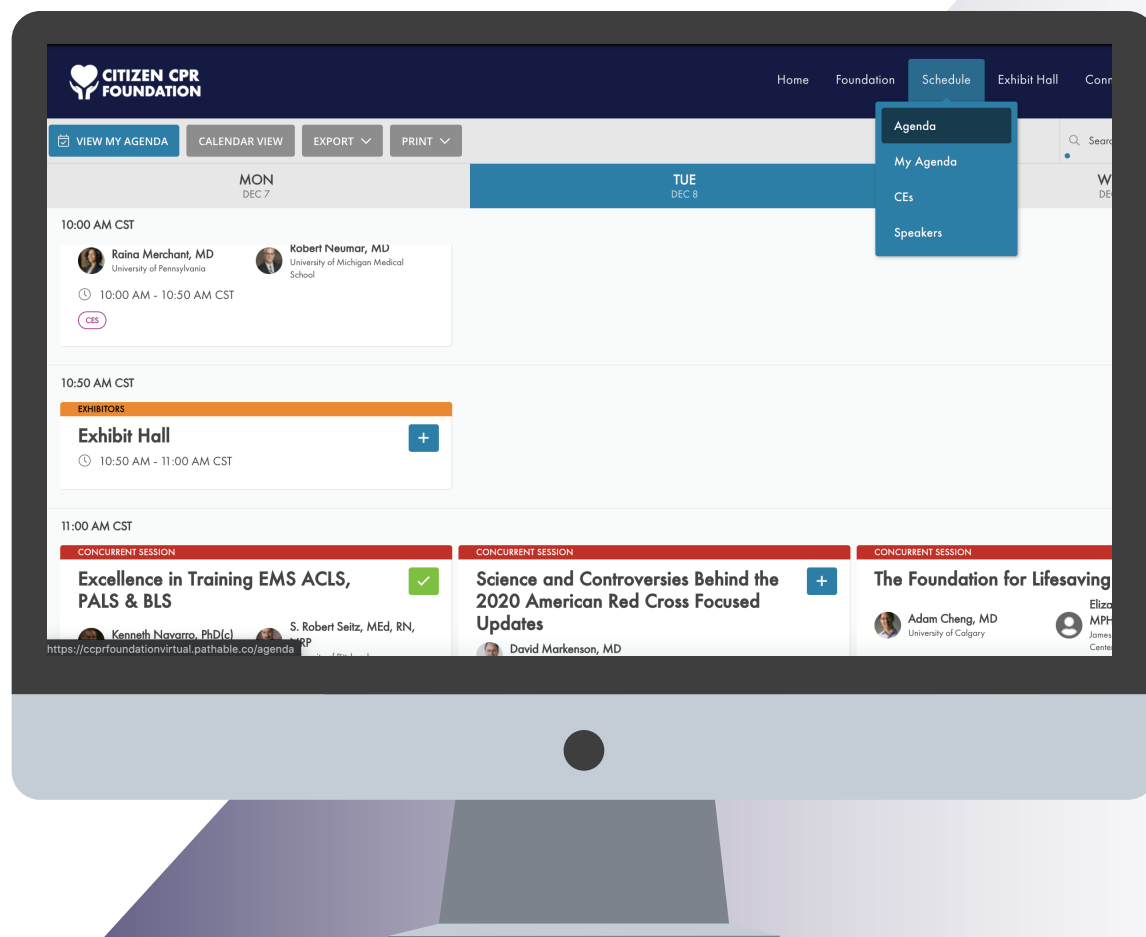 CITIZEN CPR
FOUNDATION
Home Foundation Schedule Exhibit Hall
Agenda
My Agenda
CEs
Speakers
VIEW MY AGENDA CALENDAR VIEW EXPORT PRINT
MON TUE
DEC 7 DEC 8
10:00 AM CST
Raina Merchant, MD
University of Pennsylvania
Robert Neumar, MD
University of Michigan Medical
School
10:00 AM - 10:50 AM CST
CES
10:50 AM CST
EXHIBITORS
Exhibit Hall
10:50 AM - 11:00 AM CST
11:00 AM CST
CONCURRENT SESSION
Excellence in Training EMS ACLS,
PALS & BLS
Kenneth Navarro, PhD(c)
S. Robert Seitz, MEd, RN,
CONCURRENT SESSION
Science and Controversies Behind the
2020 American Red Cross Focused
Updates
David Markenson, MD
CONCURRENT SESSION
The Foundation for Lifesaving
Adam Cheng, MD
University of Calgary
MPH
James
https://ccprfoundationvirtual.pathable.co/agenda